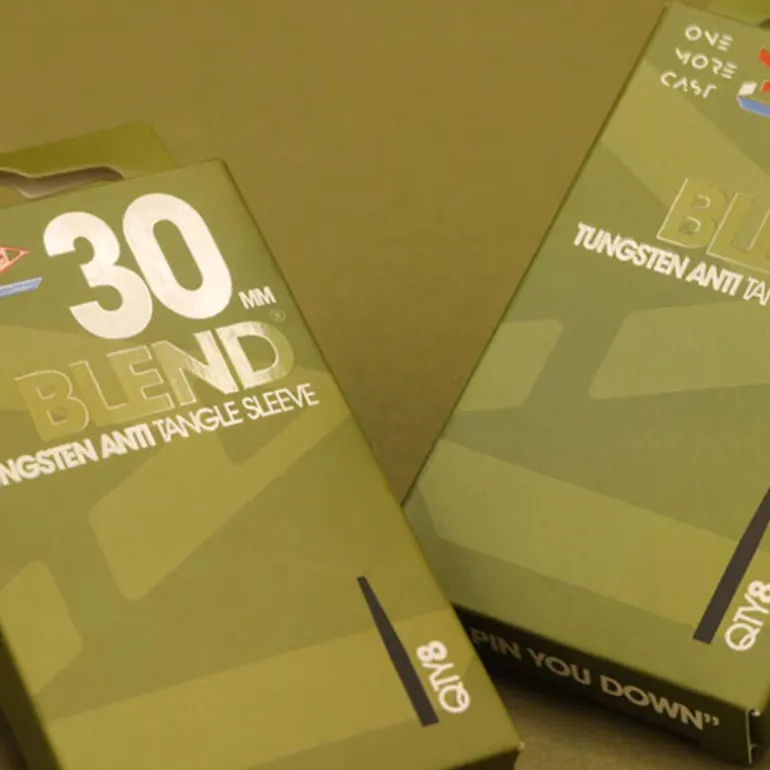 30 MM
BLEND®
NGSTEN ANTI TANGLE SLEEVE
QTY8
ONE
MORE
CAST
BL
TUNGSTEN ANTI TA
QTY8
PIN YOU DOWN”